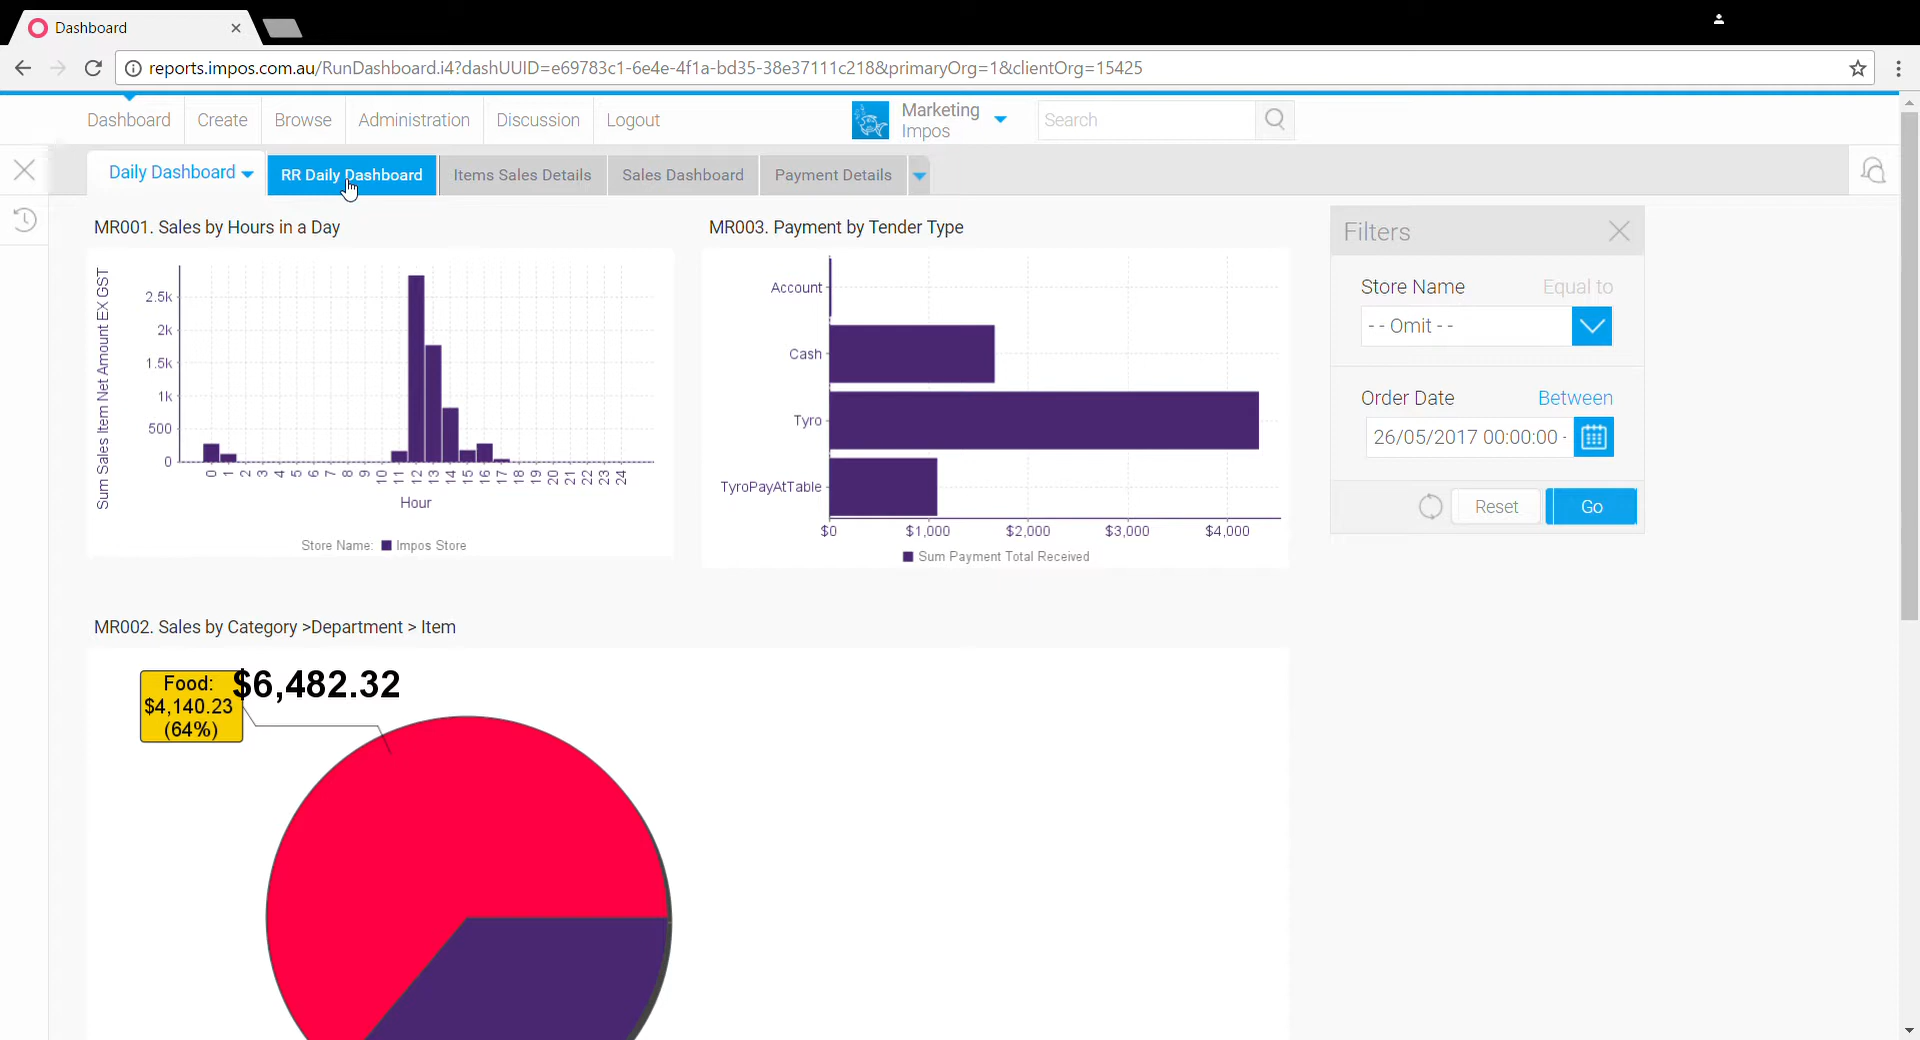 Dashboard
reports.impos.com.au/RunDashboard.i4?dashUUID=e69783c1-6e4e-4f1a-bd35-38e37111c218&primaryOrg=1&clientOrg=15425
Dashboard Create Browse Administration Discussion Logout
Marketing
Impos
Search
Daily Dashboard RR Daily Dashboard Items Sales Details Sales Dashboard Payment Details
MR001. Sales by Hours in a Day
Sum Sales Item Net Amount EX GST
2.5k
2k
1.5k
1k
500
0
0 1 2 3 4 5 6 7 8 9 10 11 12 13 14 15 16 17 18 19 20 21 22 23 24
Hour
Store Name: Impos Store
MR003. Payment by Tender Type
Account
Cash
Tyro
TyroPayAtTable
$0 $1,000 $2,000 $3,000 $4,000
Sum Payment Total Received
Filters
Store Name Equal to
- - Omit - -
Order Date Between
26/05/2017 00:00:00 -
Reset Go
MR002. Sales by Category >Department > Item
$6,482.32
Food:
$4,140.23
(64%)